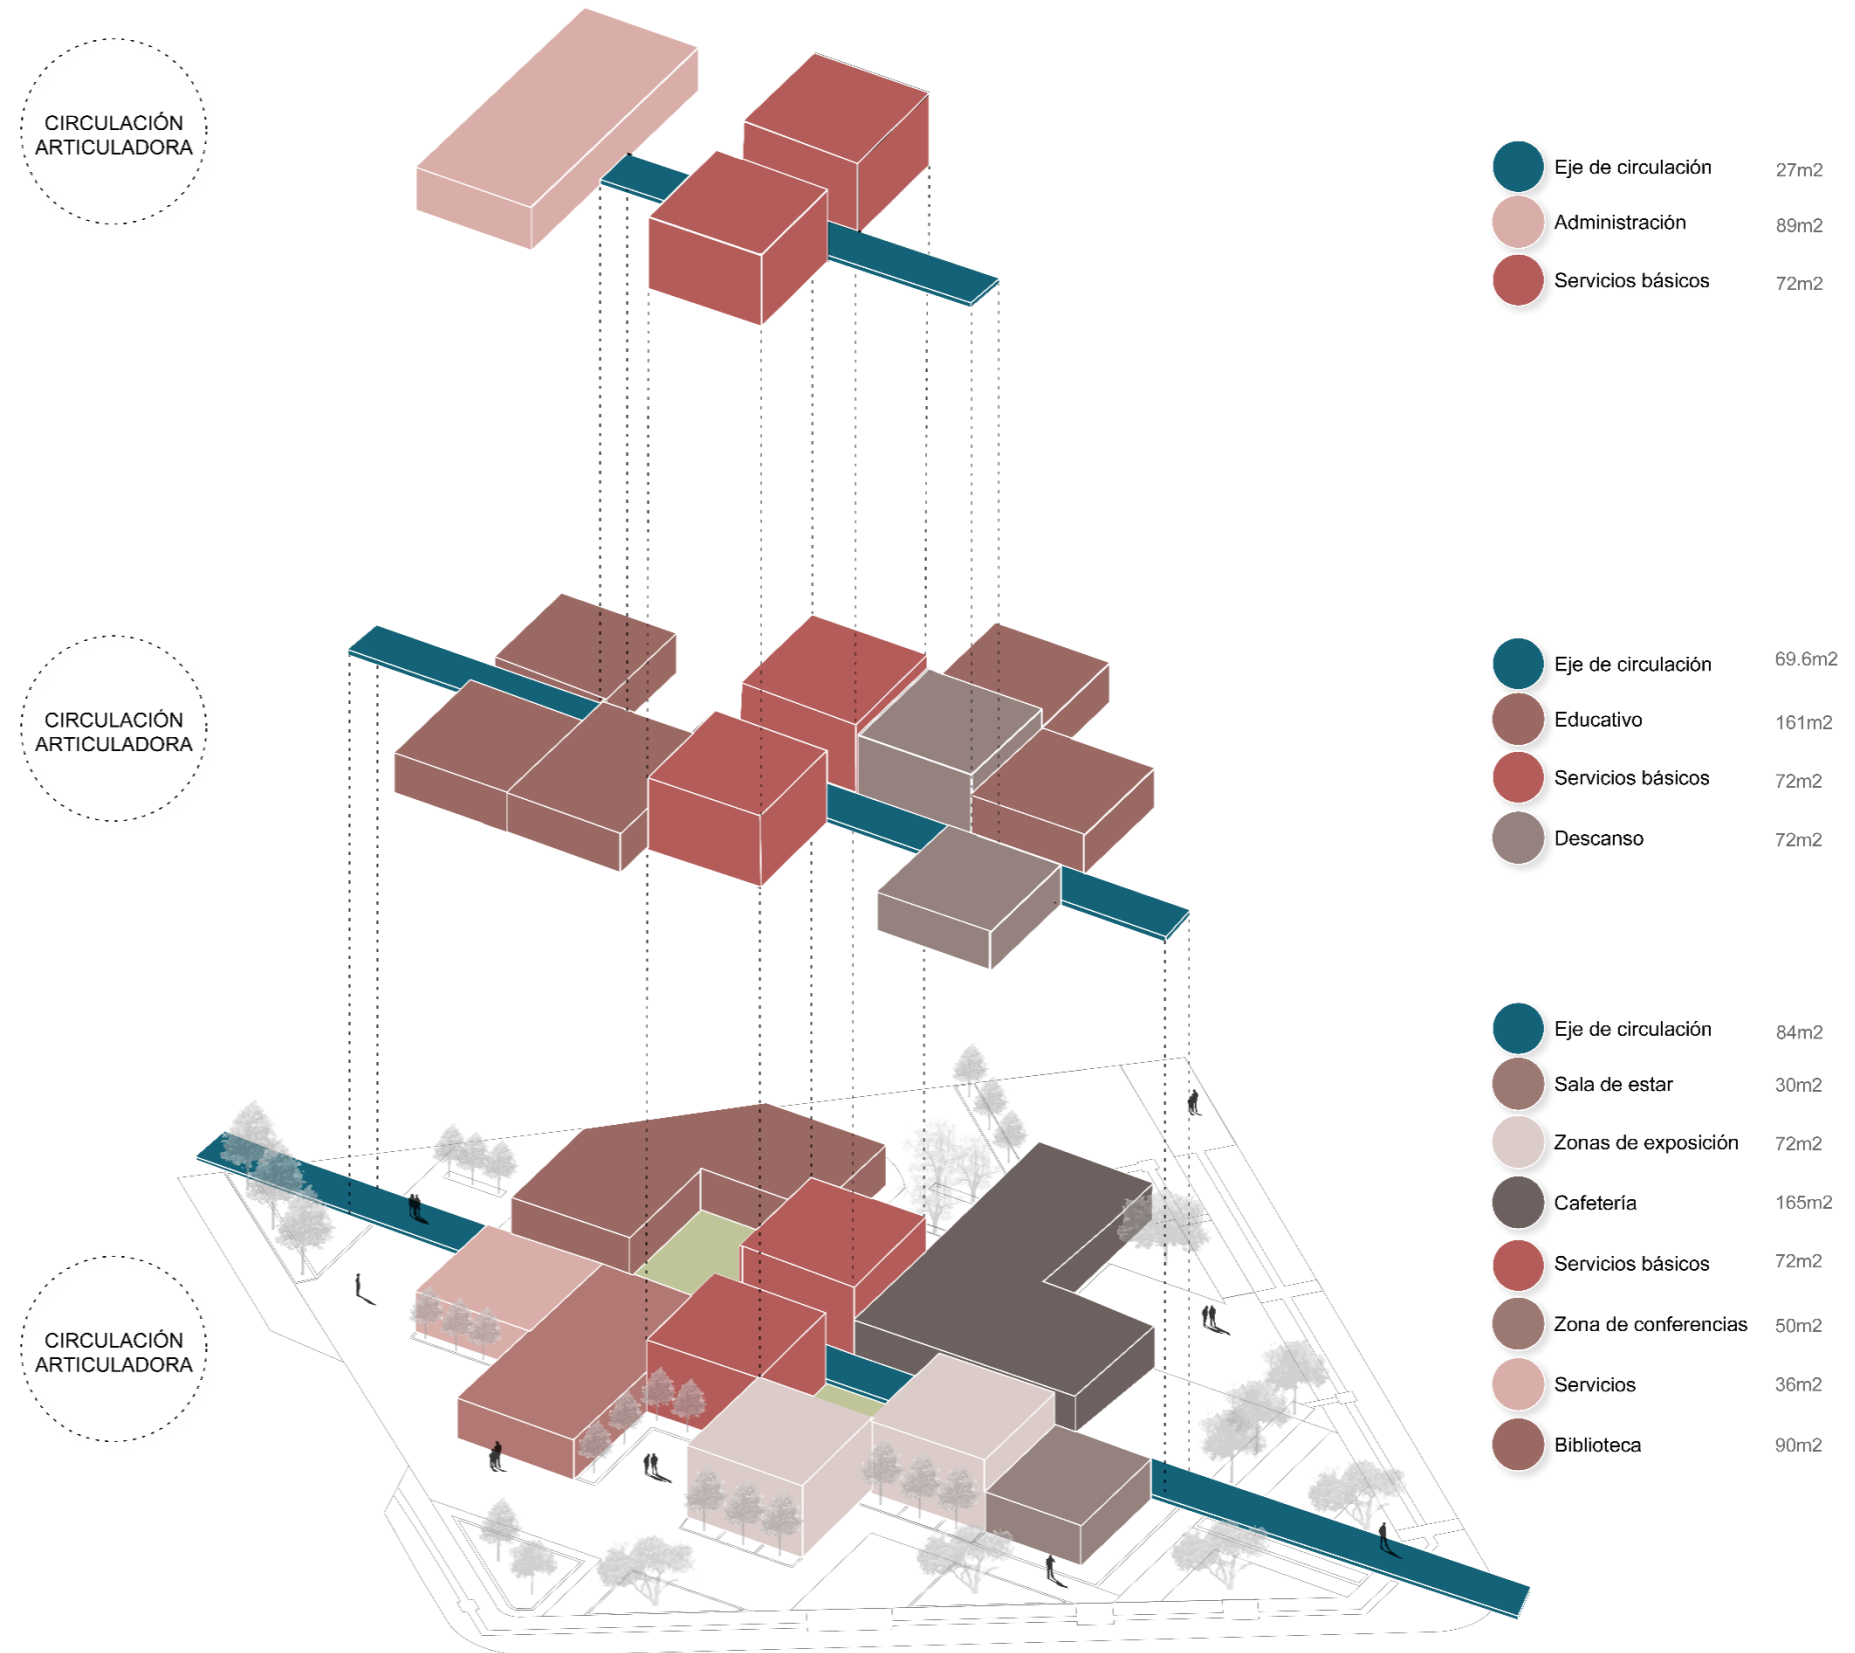 CIRCULACIÓN
ARTICULADORA
Eje de circulación 27m2
Administración 89m2
Servicios básicos 72m2
CIRCULACIÓN
ARTICULADORA
Eje de circulación 69.6m2
Educativo 161m2
Servicios básicos 72m2
Descanso 72m2
CIRCULACIÓN
ARTICULADORA
Eje de circulación 84m2
Sala de estar 30m2
Zonas de exposición 72m2
Cafetería 165m2
Servicios básicos 72m2
Zona de conferencias 50m2
Servicios 36m2
Biblioteca 90m2